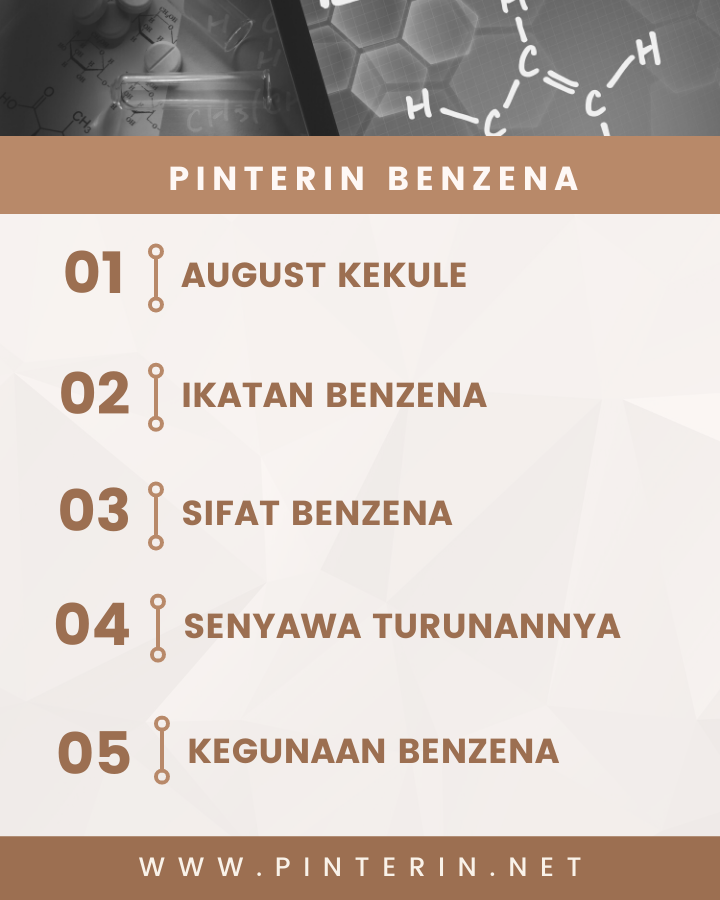 PINTERIN BENZENA
01 AUGUST KEKULE
02 IKATAN BENZENA
03 SIFAT BENZENA
04 SENYAWA TURUNANNYA
05 KEGUNAAN BENZENA
WWW.PINTERIN.NET